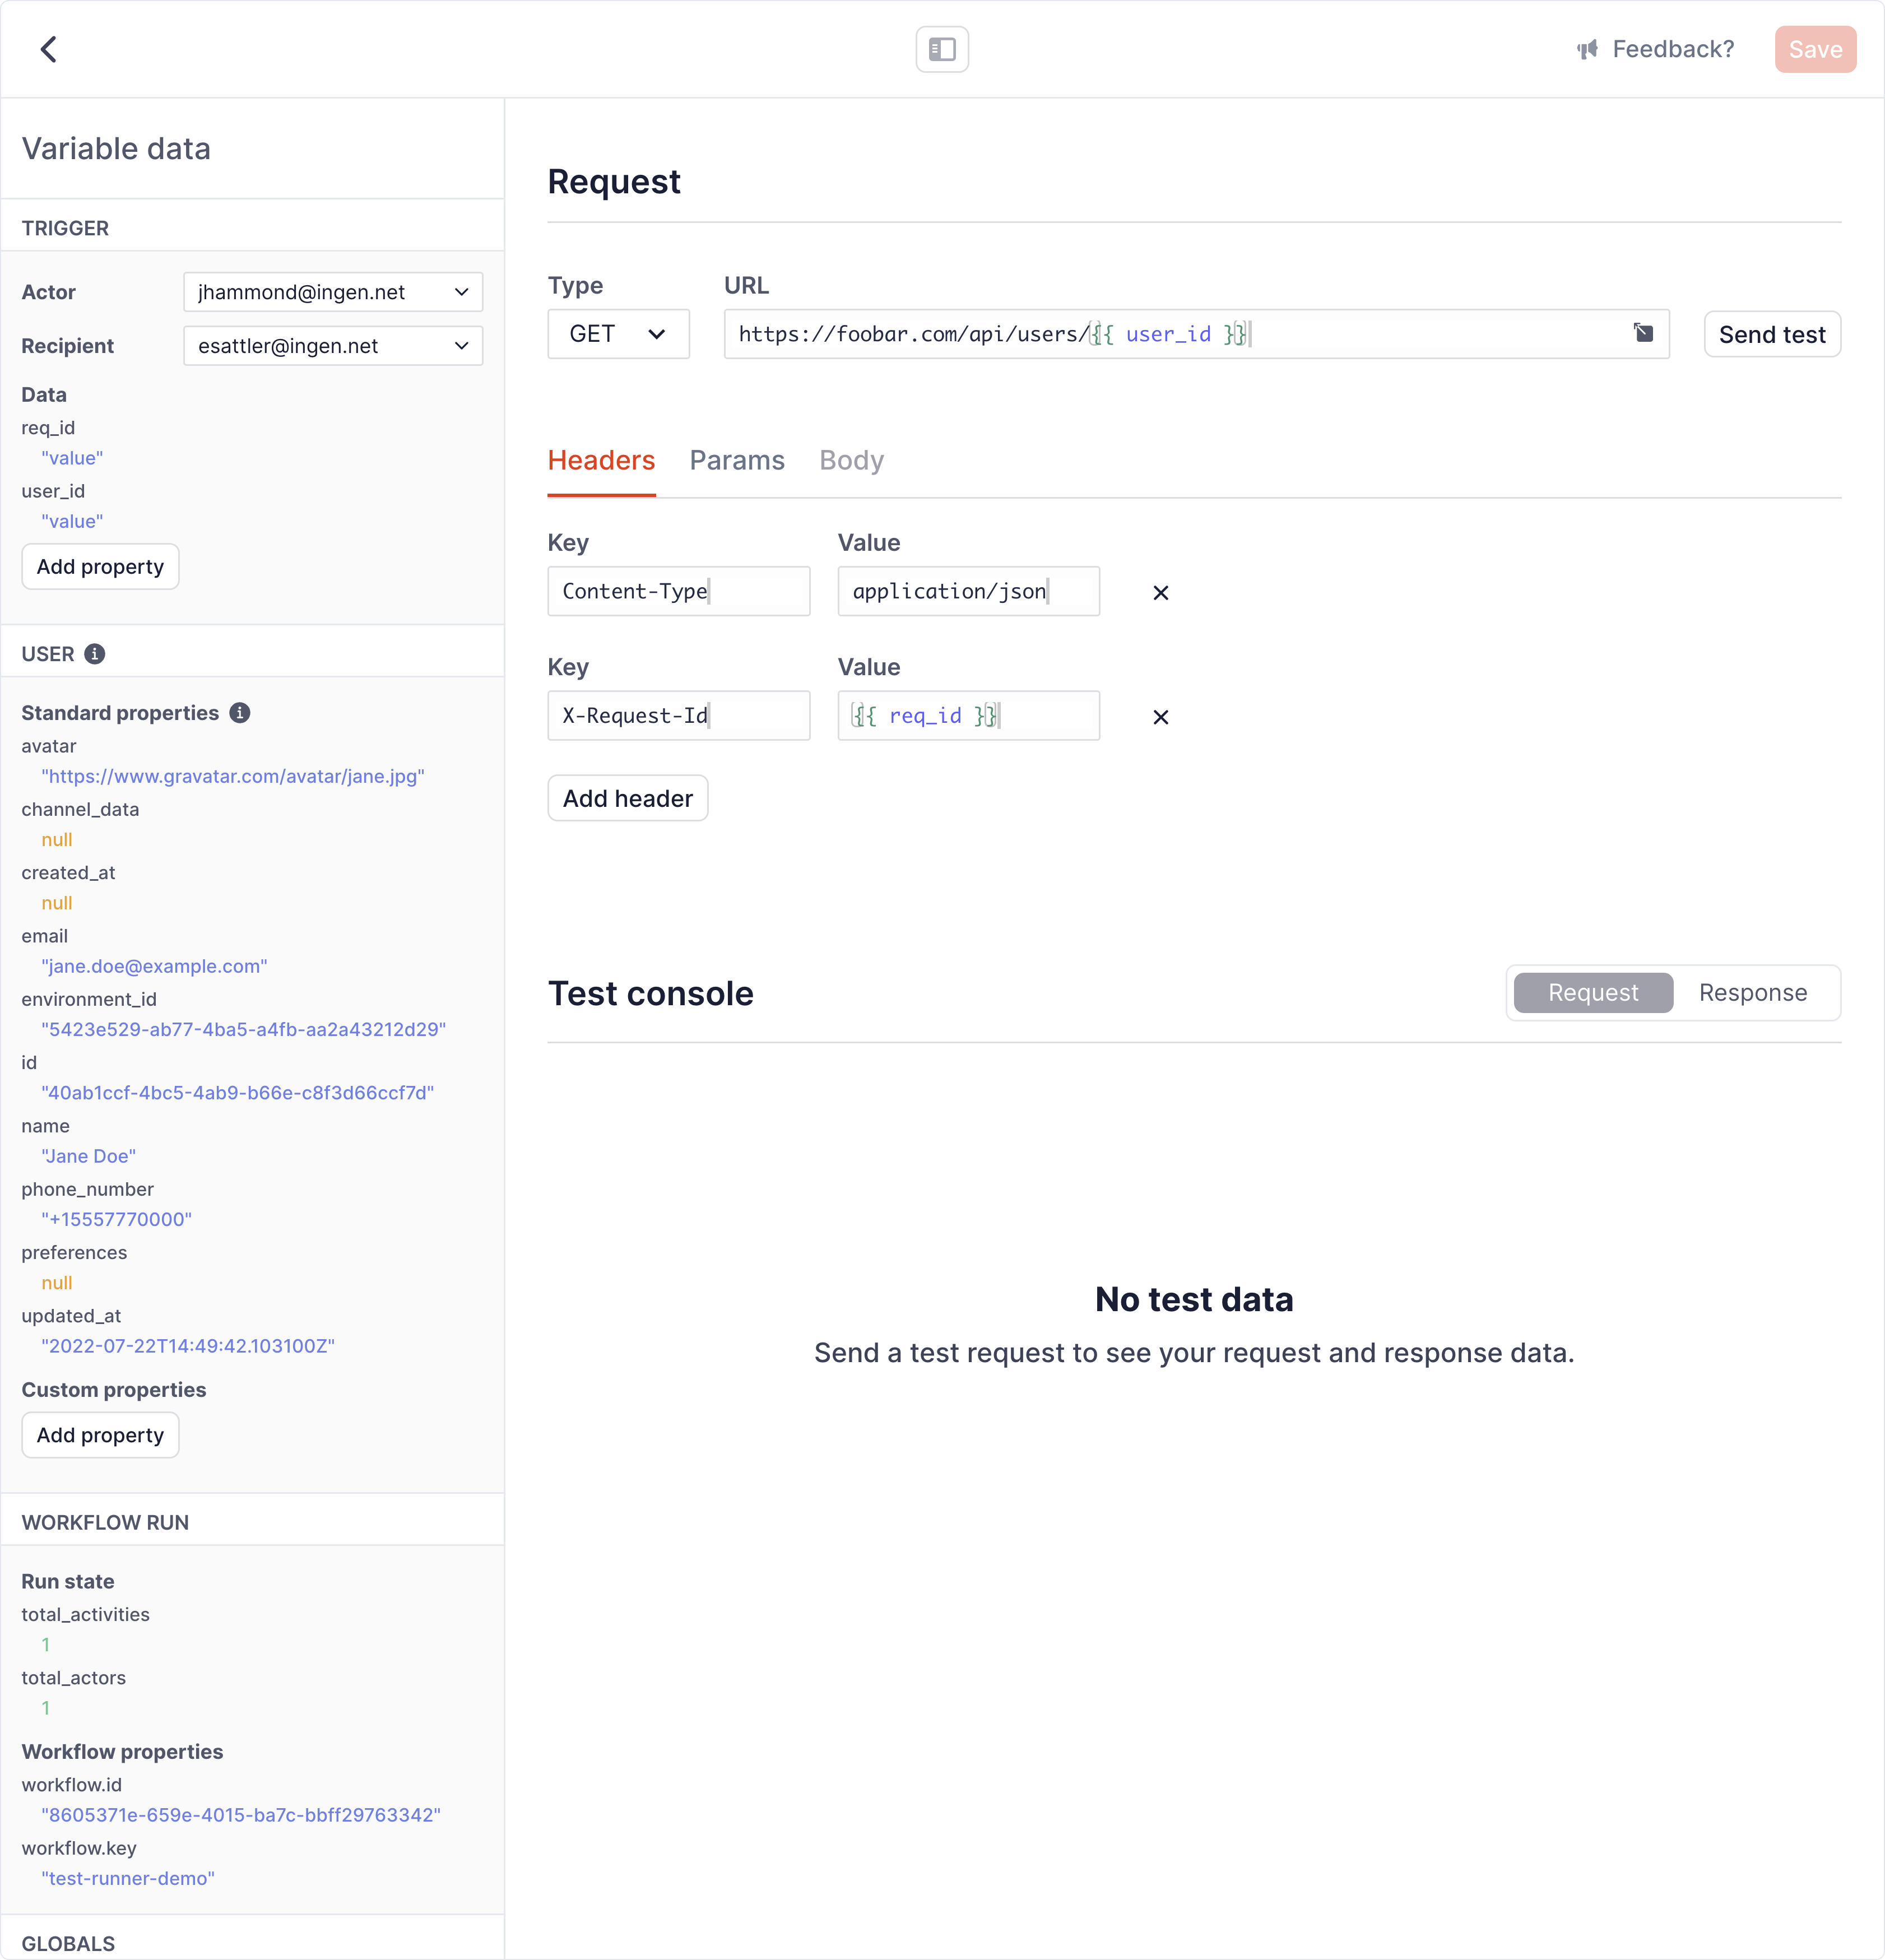 Feedback?
Save
Variable data
TRIGGER
Actor
jhammond@ingen.net
Recipient
esattler@ingen.net
Data
req_id
"value"
user_id
"value"
Add property
USER
Standard properties
avatar
"https://www.gravatar.com/avatar/jane.jpg"
channel_data
null
created_at
null
email
"jane.doe@example.com"
environment_id
"5423e529-ab77-4ba5-a4fb-aa2a43212d29"
id
"40ab1ccf-4bc5-4ab9-b66e-c8f3d66ccf7d"
name
"Jane Doe"
phone_number
"+15557770000"
preferences
null
updated_at
"2022-07-22T14:49:42.103100Z"
Custom properties
Add property
WORKFLOW RUN
Run state
total_activities
1
total_actors
1
Workflow properties
workflow.id
"8605371e-659e-4015-ba7c-bbff29763342"
workflow.key
"test-runner-demo"
GLOBALS
Request
Type
URL
GET
https://foobar.com/api/users/{{ user_id }}
Send test
Headers
Params
Body
Key
Value
Content-Type
application/json
Key
Value
X-Request-Id
{{ req_id }}
Add header
Test console
Request
Response
No test data
Send a test request to see your request and response data.